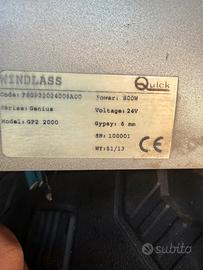 WINDLASS
Quick
Code: FSGP22024006A00 Power: 800W
Series: Genius Voltage: 24V
Model: GP2 2000 Gypsy: 6 mm
SN: 100001
WY: 51/13
CE
subito